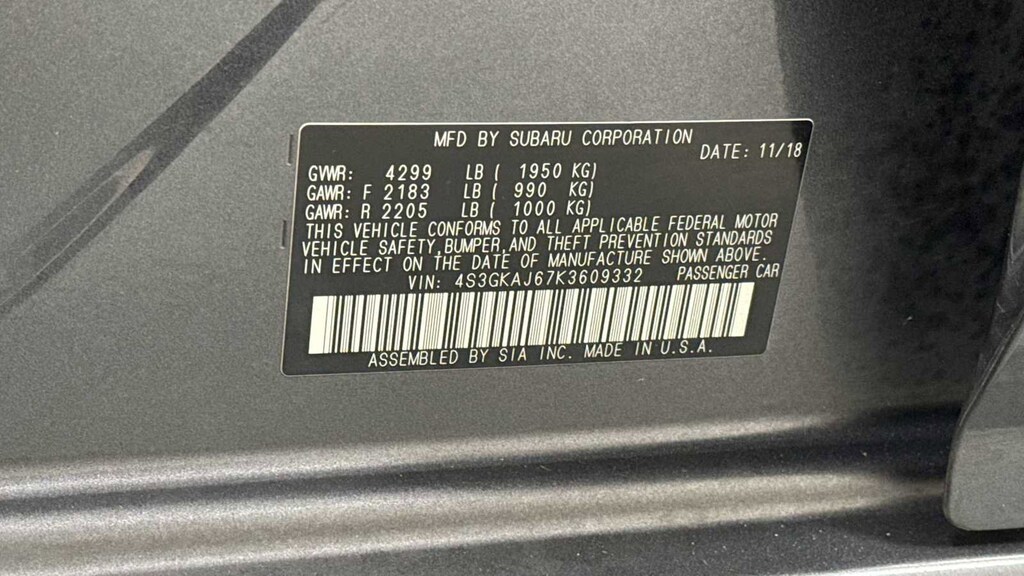 MFD BY SUBARU CORPORATION
DATE: 11/18
GVWR: 4299 LB ( 1950 KG)
GAWR: F 2183 LB ( 990 KG)
GAWR: R 2205 LB ( 1000 KG)
THIS VEHICLE CONFORMS TO ALL APPLICABLE FEDERAL MOTOR
VEHICLE SAFETY, BUMPER, AND THEFT PREVENTION STANDARDS
IN EFFECT ON THE DATE OF MANUFACTURE SHOWN ABOVE.
VIN: 4S3GKAJ67K3609332 PASSENGER CAR
ASSEMBLED BY SIA INC. MADE IN U.S.A.